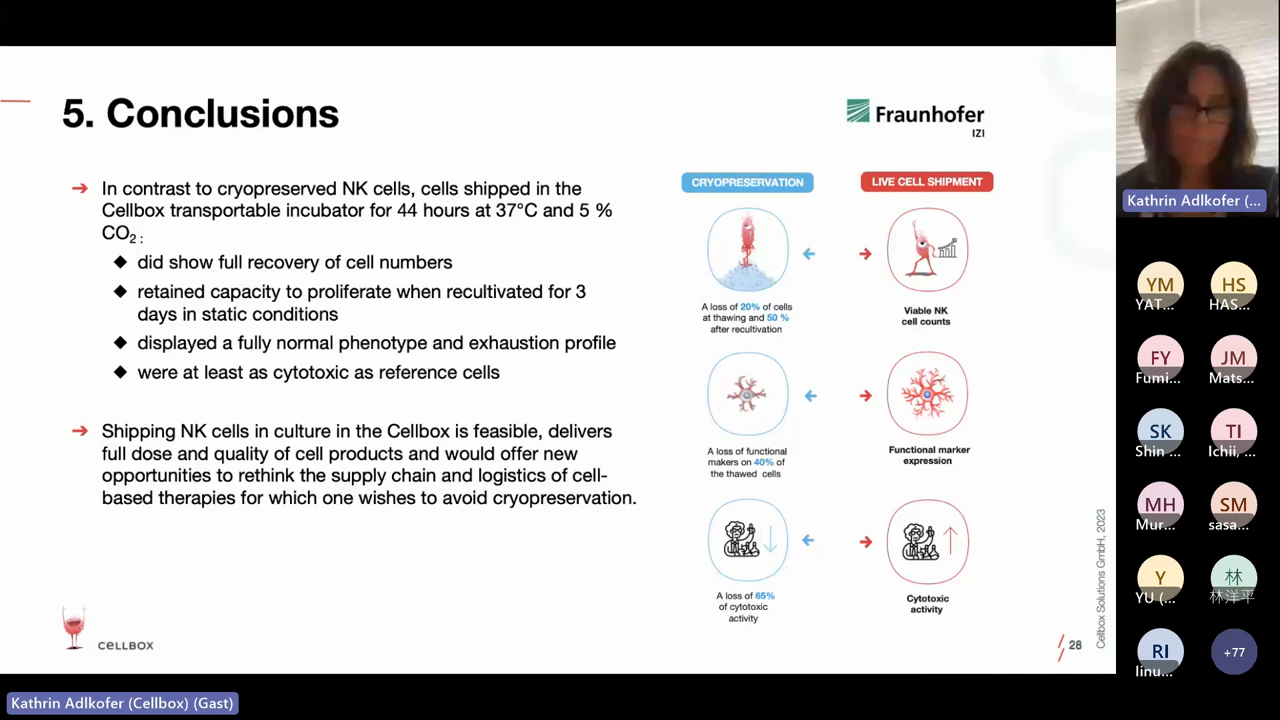 5. Conclusions
Fraunhofer
IZI
→ In contrast to cryopreserved NK cells, cells shipped in the
Cellbox transportable incubator for 44 hours at 37°C and 5 %
CO2 :
◆ did show full recovery of cell numbers
◆ retained capacity to proliferate when recultivated for 3
days in static conditions
◆ displayed a fully normal phenotype and exhaustion profile
◆ were at least as cytotoxic as reference cells
→ Shipping NK cells in culture in the Cellbox is feasible, delivers
full dose and quality of cell products and would offer new
opportunities to rethink the supply chain and logistics of cell-
based therapies for which one wishes to avoid cryopreservation.
CRYOPRESERVATION
LIVE CELL SHIPMENT
A loss of 20% of cells
at thawing and 50 %
after recultivation
Viable NK
cell counts
A loss of functional
makers on 40% of
the thawed cells
Functional marker
expression
A loss of 65%
of cytotoxic
activity
Cytotoxic
activity
CELLBOX
28
Cellbox Solutions GmbH, 2023
Kathrin Adlkofer (Cellbox) (Gast)
Kathrin Adlkofer (...
YM
YAT...
HS
HAS...
FY
Fumi...
JM
Mats...
SK
Shin ...
TI
Ichii, ...
MH
Mur...
SM
sasa...
Y
YU (...
林
林洋平
RI
Iinu...
+77